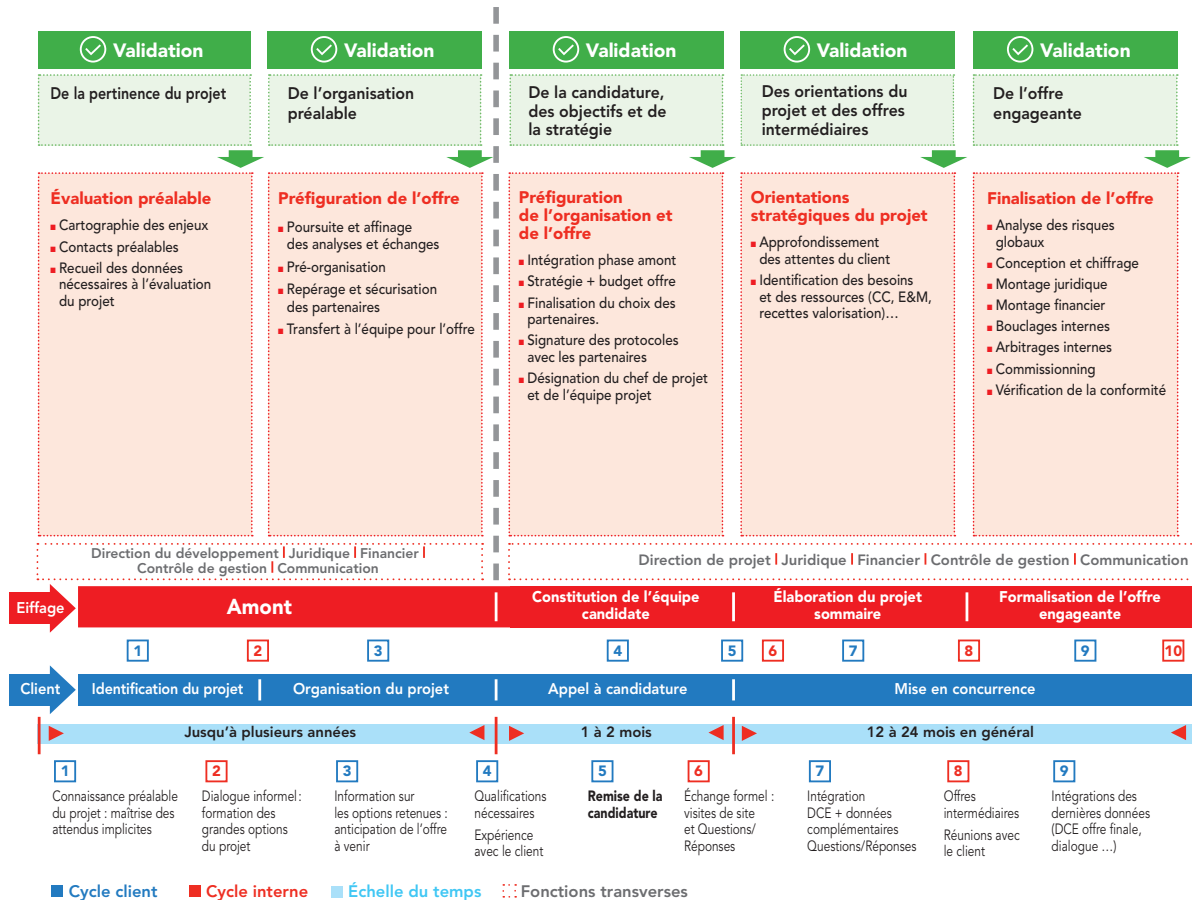 Validation
De la pertinence du projet
Validation
De l'organisation
préalable
Validation
De la candidature,
des objectifs et de
la stratégie
Validation
Des orientations du
projet et des offres
intermédiaires
Validation
De l'offre
engageante
Évaluation préalable
Cartographie des enjeux
Contacts préalables
Recueil des données
nécessaires à l'évaluation
du projet
Préfiguration de l'offre
Poursuite et affinage
des analyses et échanges
Pré-organisation
Repérage et sécurisation
des partenaires
Transfert à l'équipe pour l'offre
Préfiguration
de l'organisation et
de l'offre
Intégration phase amont
Stratégie + budget offre
Finalisation du choix des
partenaires.
Signature des protocoles
avec les partenaires
Désignation du chef de projet
et de l'équipe projet
Orientations
stratégiques du projet
Approfondissement
des attentes du client
Identification des besoins
et des ressources (CC, E&M,
recettes valorisation)…
Finalisation de l'offre
Analyse des risques
globaux
Conception et chiffrage
Montage juridique
Montage financier
Bouclages internes
Arbitrages internes
Commissionning
Vérification de la conformité
Direction du développement | Juridique | Financier |
Contrôle de gestion | Communication
Direction de projet | Juridique | Financier | Contrôle de gestion | Communication
Eiffage
Amont
Constitution de l'équipe
candidate
Élaboration du projet
sommaire
Formalisation de l'offre
engageante
1 2 3 4 5 6 7 8 9 10
Client
Identification du projet
Organisation du projet
Appel à candidature
Mise en concurrence
Jusqu'à plusieurs années
1 à 2 mois
12 à 24 mois en général
1
Connaissance préalable
du projet : maîtrise des
attendus implicites
2
Dialogue informel :
formation des
grandes options
du projet
3
Information sur
les options retenues :
anticipation de l'offre
à venir
4
Qualifications
nécessaires
Expérience
avec le client
5
Remise de la
candidature
6
Échange formel :
visites de site
et Questions/
Réponses
7
Intégration
DCE + données
complémentaires
Questions/Réponses
8
Offres
intermédiaires
Réunions avec
le client
9
Intégrations des
dernières données
(DCE offre finale,
dialogue ...)
Cycle client
Cycle interne
Échelle du temps
Fonctions transverses